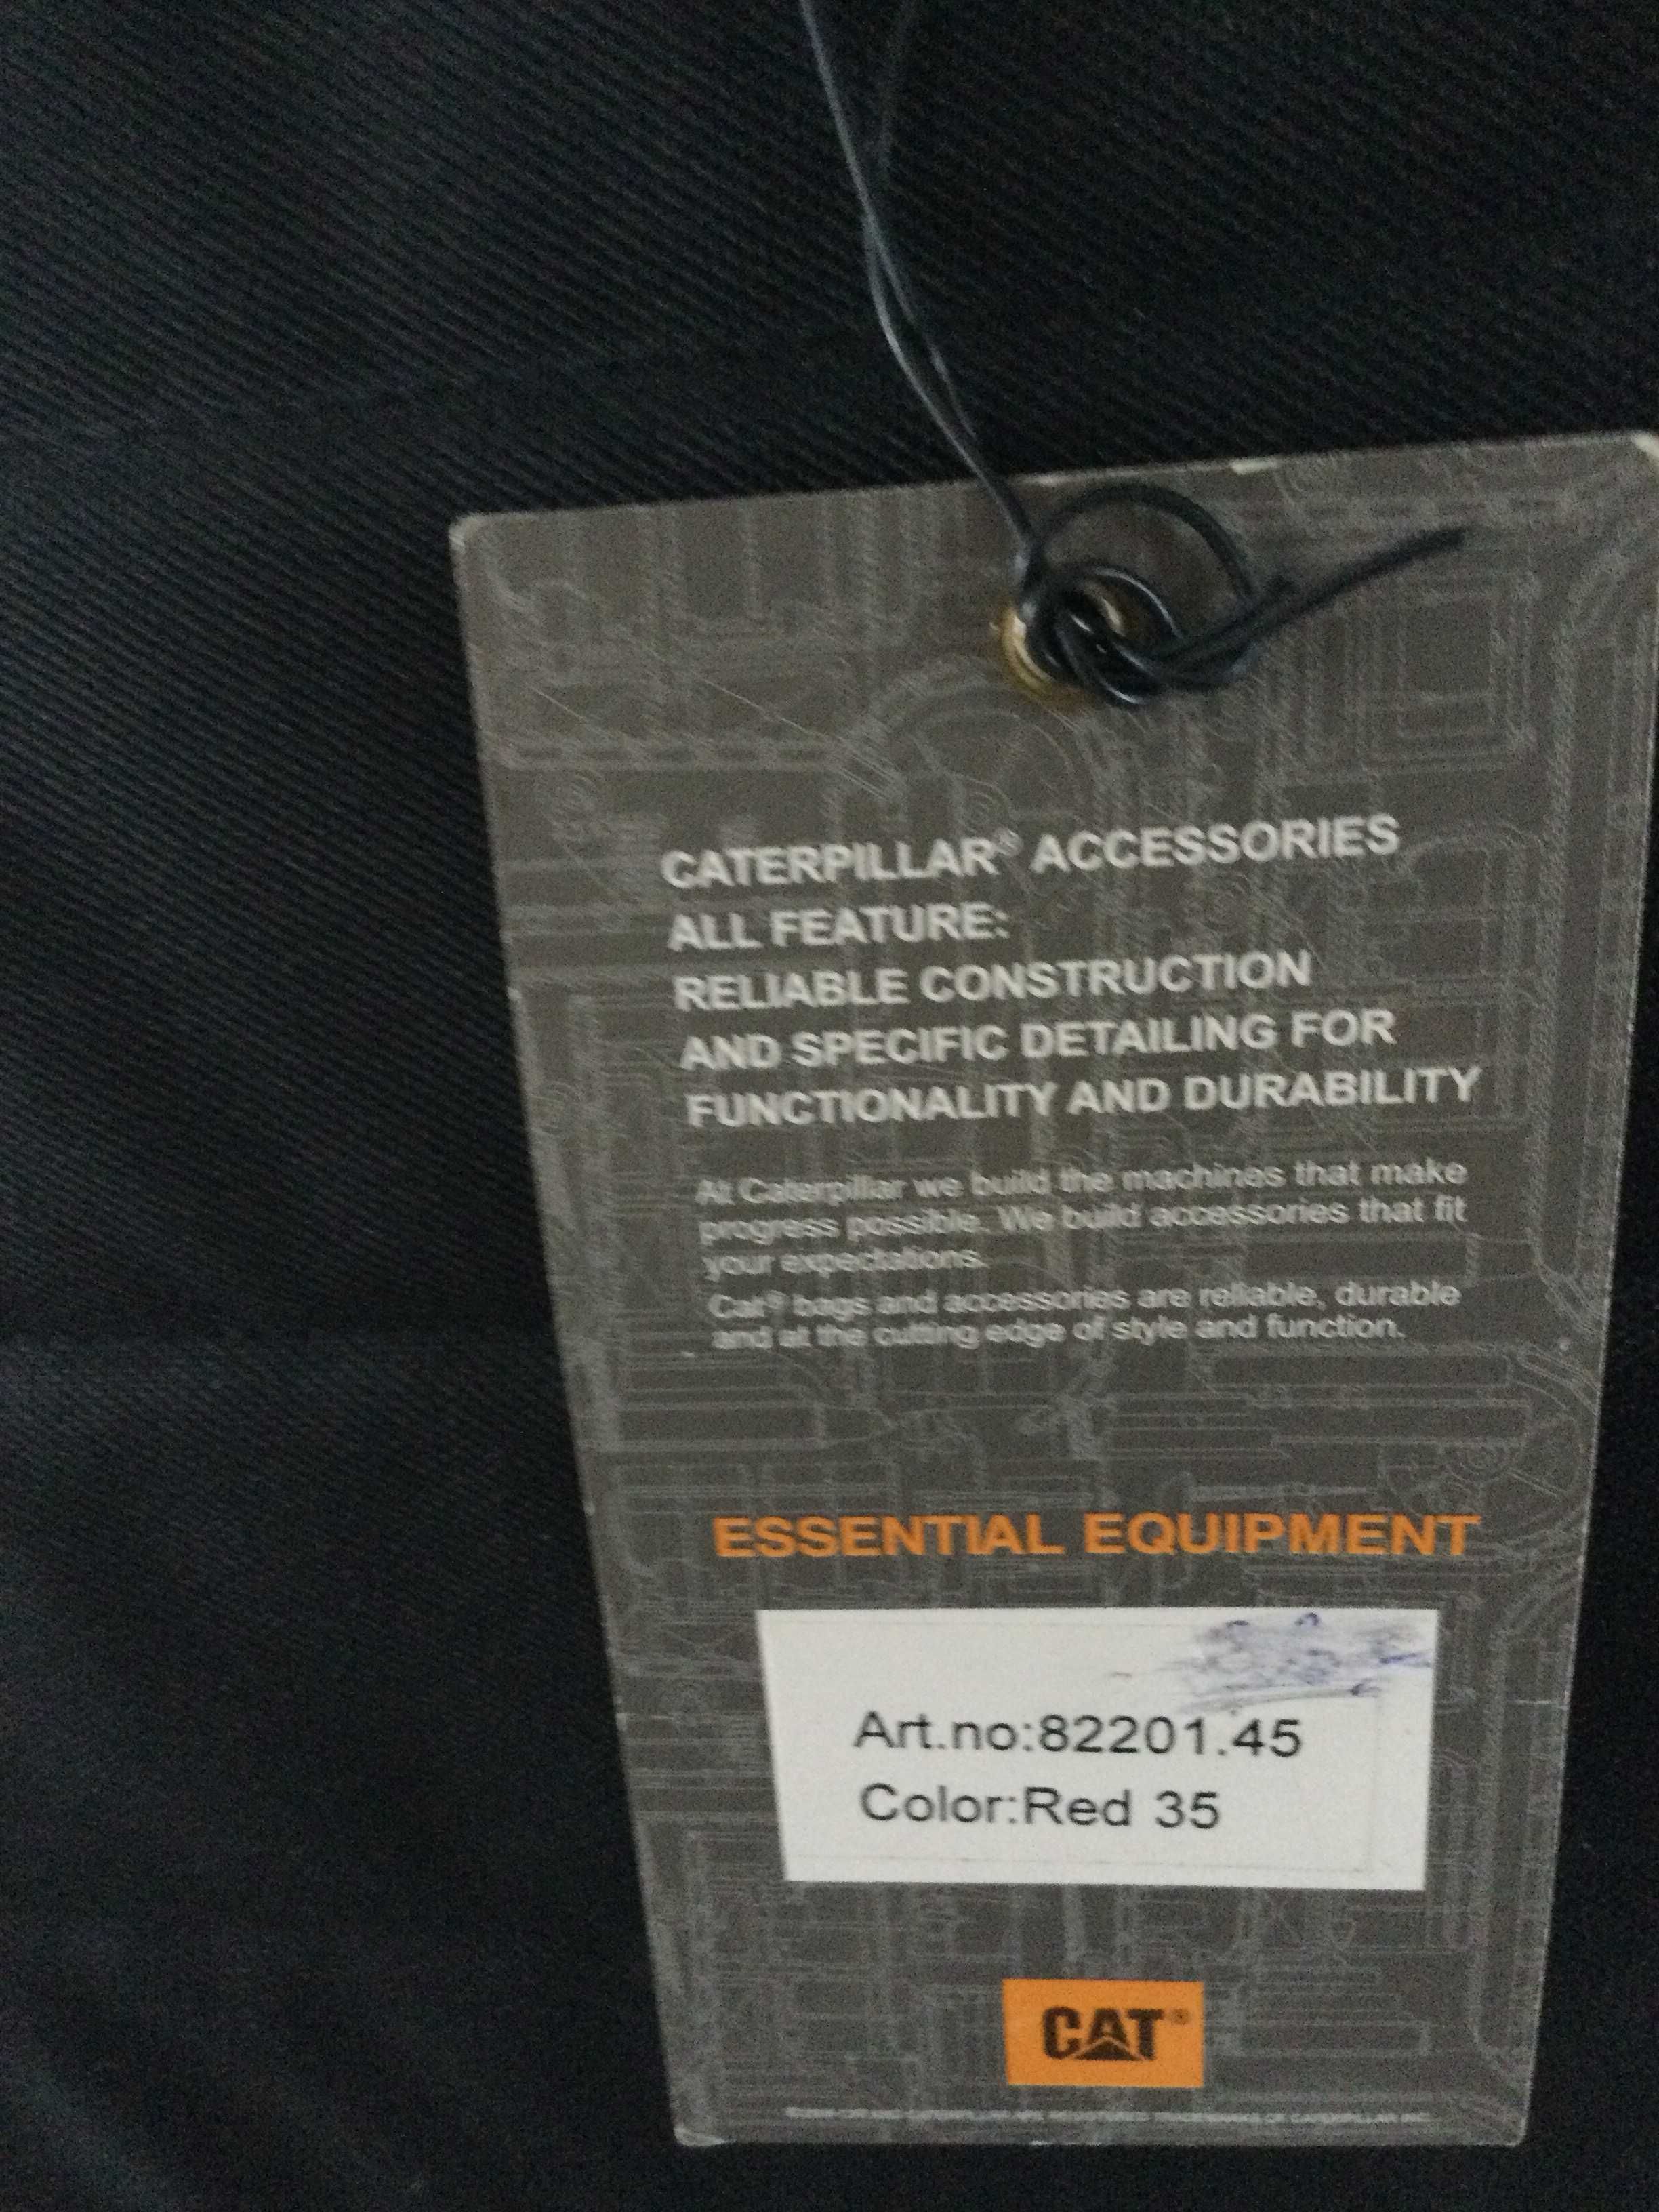 CATERPILLAR® ACCESSORIES
ALL FEATURE:
RELIABLE CONSTRUCTION
AND SPECIFIC DETAILING FOR
FUNCTIONALITY AND DURABILITY
At Caterpillar we build the machines that make
progress possible. We build accessories that fit
your expectations.
Cat® bags and accessories are reliable, durable
and at the cutting edge of style and function.
ESSENTIAL EQUIPMENT
Art.no:82201.45
Color:Red 35
CAT®